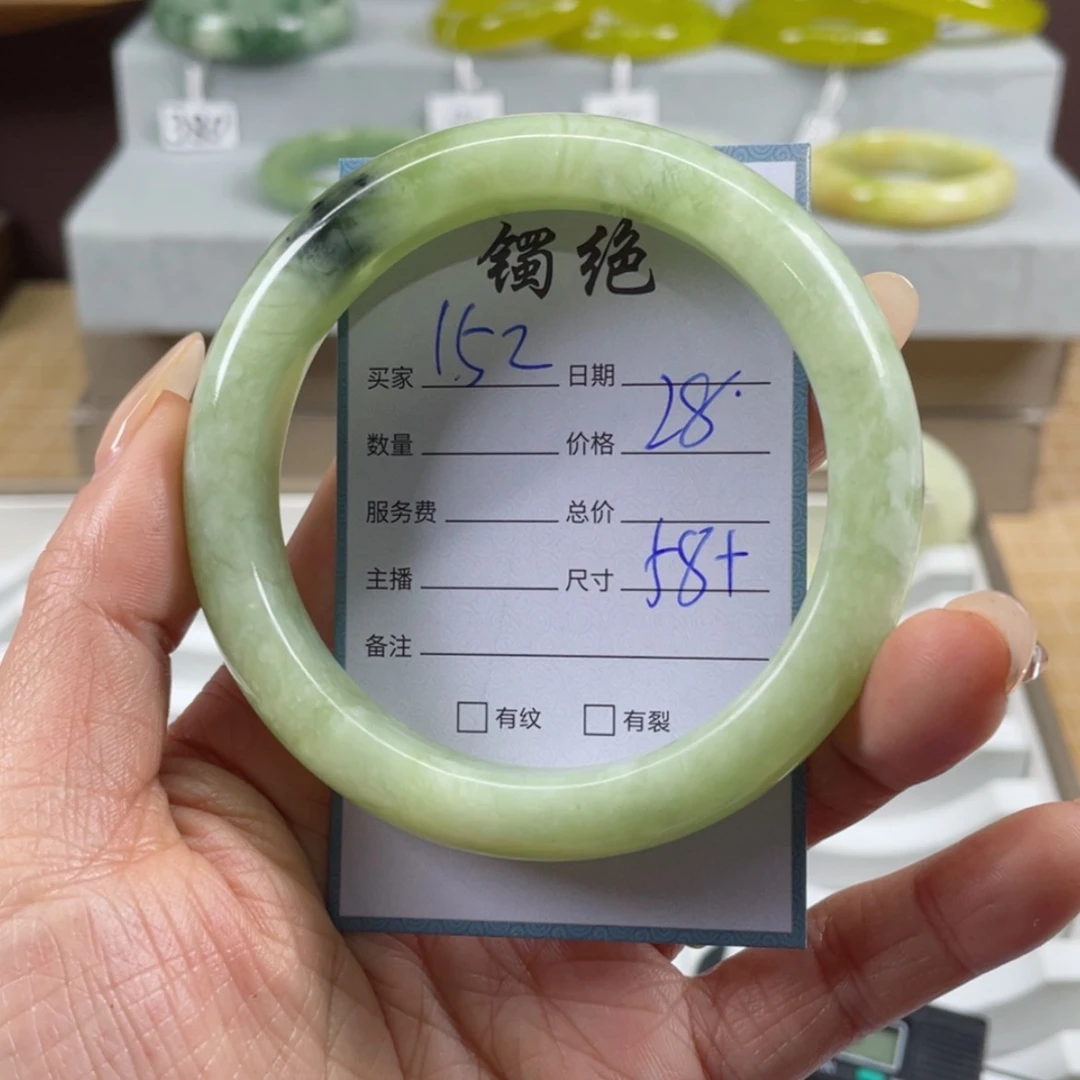 镯绝
买家 152 日期
数量 价格 28.
服务费 总价
主播 尺寸 58+
备注
有纹 有裂